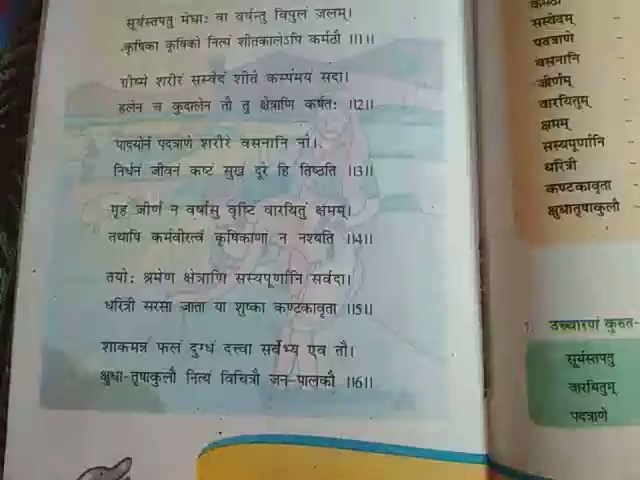 सूर्यस्तपतु मेघाः वा वर्षन्तु विपुलं जलम्।
कृषिका कृषिको नित्यं शीतकालेऽपि कर्मठौ ।।1।।
ग्रीष्मे शरीरं सस्वेदं शीते कम्पमयं सदा।
हलेन च कुदालेन तौ तु क्षेत्राणि कर्षतः ।।2।।
पादयोर्न पदत्राणे शरीरे वसनानि नो।
निर्धनं जीवनं कष्टं सुखं दूरे हि तिष्ठति ।।3।।
गृहं जीर्णं न वर्षासु वृष्टिं वारयितुं क्षमम्।
तथापि कर्मवीरत्वं कृषिकाणां न नश्यति ।।4।।
तयोः श्रमेण क्षेत्राणि सस्यपूर्णानि सर्वदा।
धरित्री सरसा जाता या शुष्का कण्टकावृता ।।5।।
शाकमन्नं फलं दुग्धं दत्त्वा सर्वेभ्य एव तौ।
क्षुधा-तृषाकुलौ नित्यं विचित्रौ जन-पालकौ ।।6।।
कर्मठौ
सस्वेदम् -
पदत्राणे -
वसनानि -
जीर्णम् -
वारयितुम् -
क्षमम् -
सस्यपूर्णानि -
धरित्री -
कण्टकावृता -
क्षुधातृषाकुलौ -
1. उच्चारणं कुरुत-
सूर्यस्तपतु
वारयितुम्
पदत्राणे